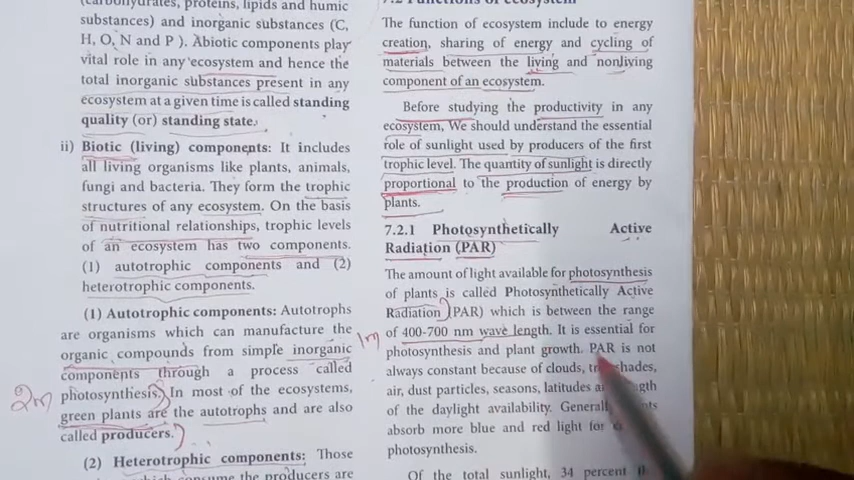 (carbohydrates, proteins, lipids and humic
substances) and inorganic substances (C,
H, O, N and P ). Abiotic components play
vital role in any ecosystem and hence the
total inorganic substances present in any
ecosystem at a given time is called standing
quality (or) standing state.
ii) Biotic (living) components: It includes
all living organisms like plants, animals,
fungi and bacteria. They form the trophic
structures of any ecosystem. On the basis
of nutritional relationships, trophic levels
of an ecosystem has two components.
(1) autotrophic components and (2)
heterotrophic components.
(1) Autotrophic components: Autotrophs
are organisms which can manufacture the
organic compounds from simple inorganic
components through a process called
photosynthesis. In most of the ecosystems,
2m
green plants are the autotrophs and are also
called producers.
(2) Heterotrophic components: Those
which consume the producers are
7.2 Functions of ecosystem
The function of ecosystem include to energy
creation, sharing of energy and cycling of
materials between the living and nonliving
component of an ecosystem.
Before studying the productivity in any
ecosystem, We should understand the essential
role of sunlight used by producers of the first
trophic level. The quantity of sunlight is directly
proportional to the production of energy by
plants.
7.2.1 Photosynthetically Active
Radiation (PAR)
The amount of light available for photosynthesis
of plants is called Photosynthetically Active
Radiation (PAR) which is between the range
1m
of 400-700 nm wave length. It is essential for
photosynthesis and plant growth. PAR is not
always constant because of clouds, shades,
air, dust particles, seasons, latitudes
of the daylight availability.
absorb more blue and red light for
photosynthesis.
Of the total sunlight, 34 percent